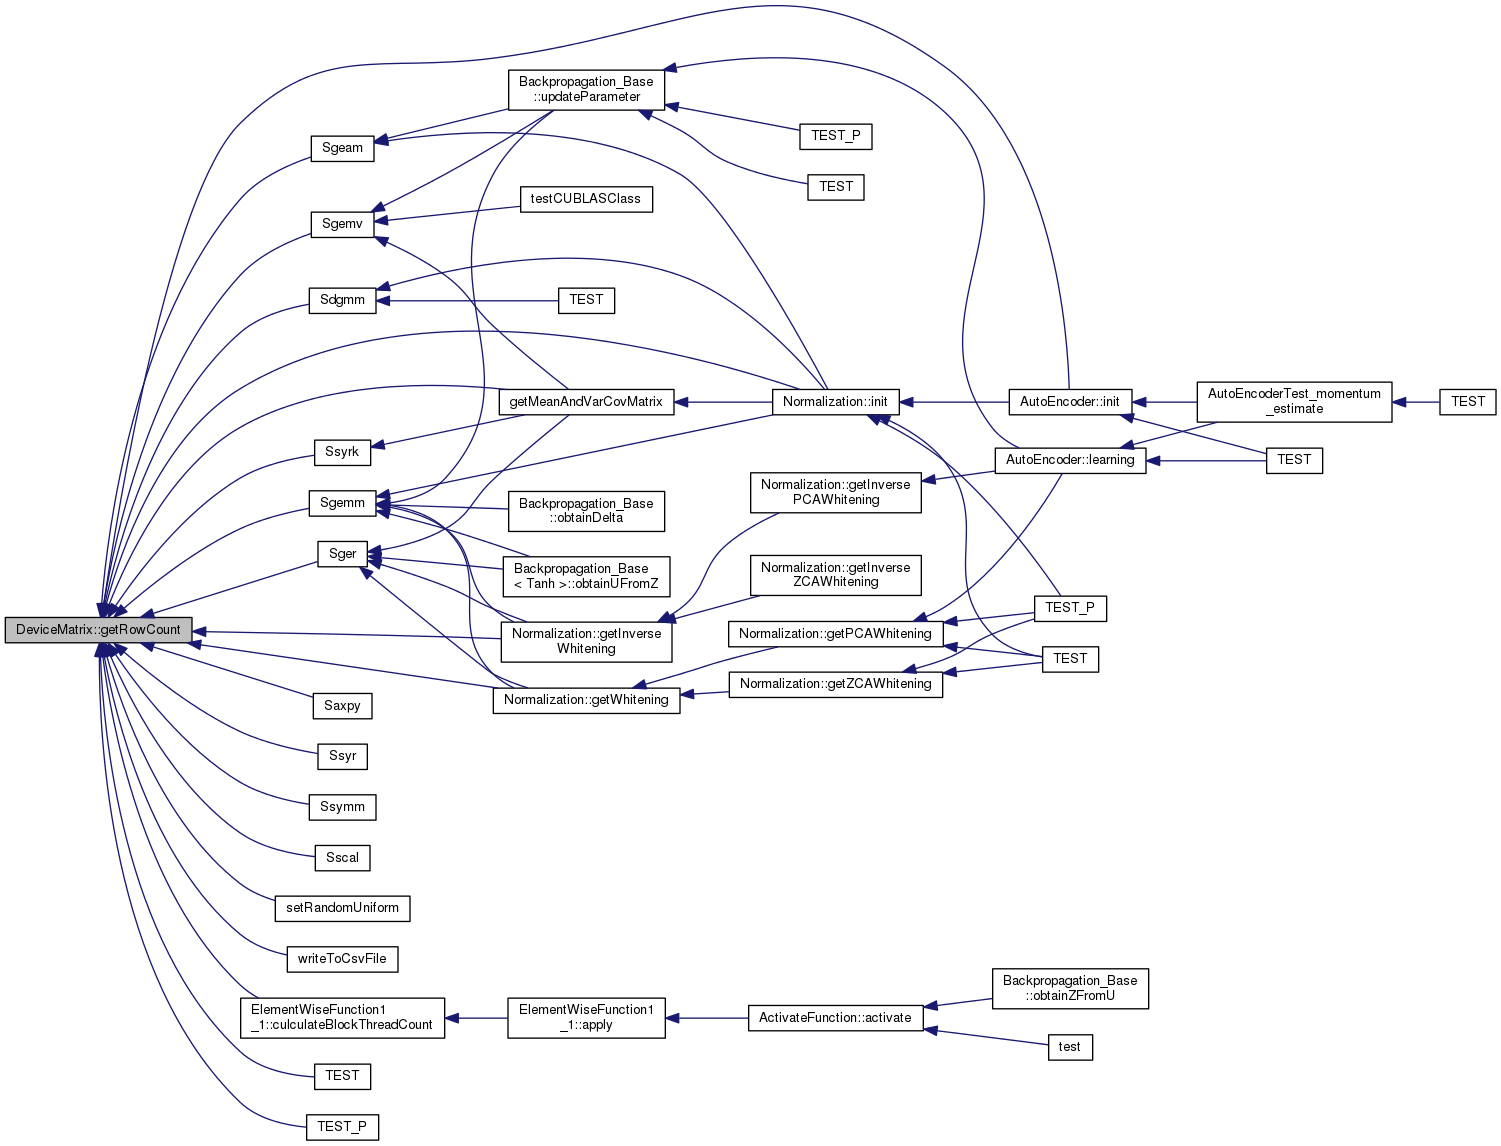 Backpropagation_Base
::updateParameter
TEST_P
Sgeam
TEST
testCUBLASClass
Sgemv
Sdgmm
TEST
getMeanAndVarCovMatrix
Normalization::init
AutoEncoder::init
AutoEncoderTest_momentum
_estimate
TEST
Ssyrk
AutoEncoder::learning
TEST
Normalization::getInverse
PCAWhitening
Sgemm
Backpropagation_Base
::obtainDelta
Sger
Backpropagation_Base
< Tanh >::obtainUFromZ
Normalization::getInverse
ZCAWhitening
TEST_P
DeviceMatrix::getRowCount
Normalization::getInverse
Whitening
Normalization::getPCAWhitening
TEST
Normalization::getZCAWhitening
Normalization::getWhitening
Saxpy
Ssyr
Ssymm
Sscal
setRandomUniform
writeToCsvFile
Backpropagation_Base
::obtainZFromU
ElementWiseFunction1
_1::culculateBlockThreadCount
ElementWiseFunction1
_1::apply
ActivateFunction::activate
test
TEST
TEST_P